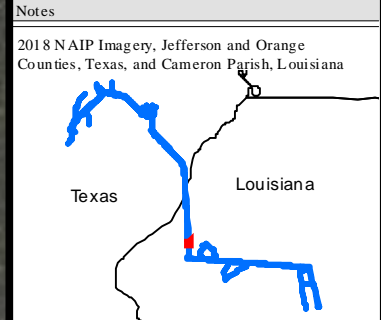 Notes
2018 NAIP Imagery, Jefferson and Orange
Counties, Texas, and Cameron Parish, Louisiana
Louisiana
Texas